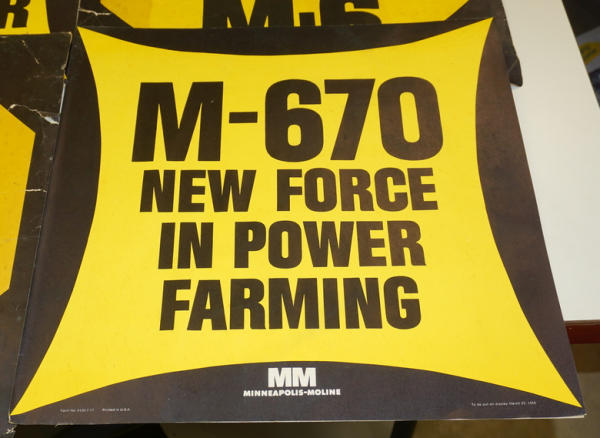 M-670
NEW FORCE
IN POWER
FARMING
MM
MINNEAPOLIS-MOLINE
Printed in U.S.A.